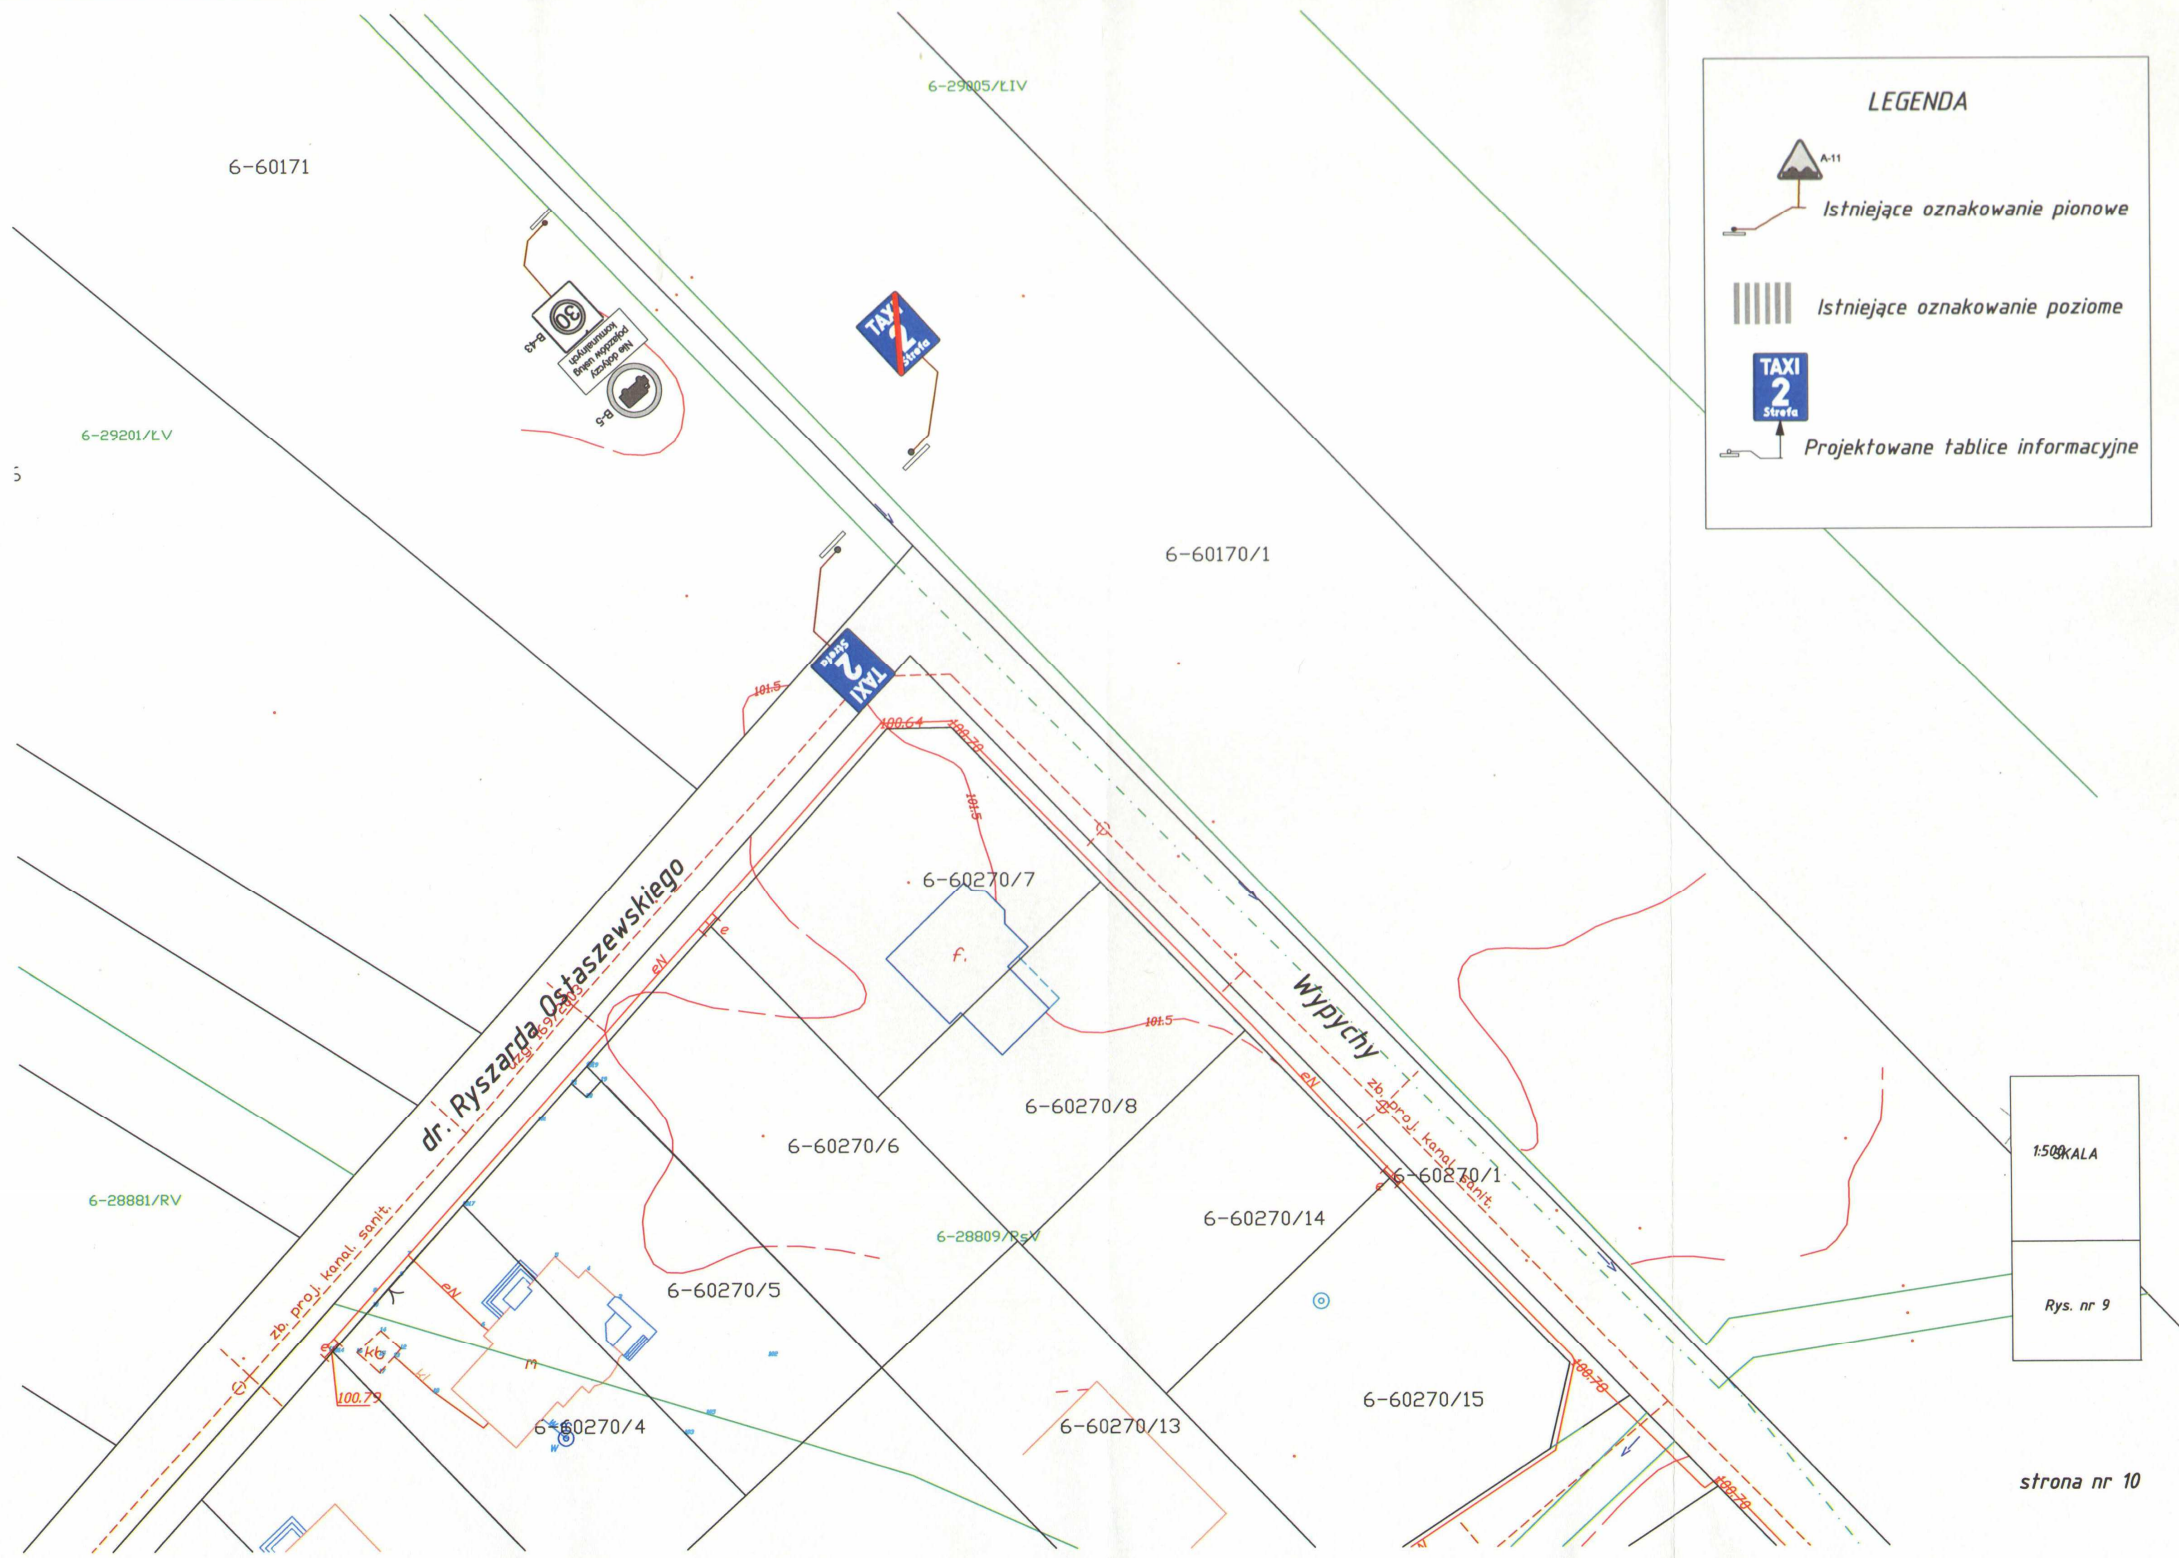 6-29005/ŁIV
LEGENDA
A-11
Istniejące oznakowanie pionowe
Istniejące oznakowanie poziome
TAXI
2
Strefa
Projektowane tablice informacyjne
6-60171
30
B-43
Nie dotyczy
pojazdów usług
komunalnych
B-5
TAXI
2
Strefa
6-29201/ŁV
6-60170/1
TAXI
2
Strefa
101.5
100.64
100.70
101.5
6-60270/7
f.
e
eN
dr. Ryszarda Ostaszewskiego
Wypychy
101.5
eN
zb. proj. kanal. sanit.
6-60270/8
6-60270/6
6-60270/1
e
6-60270/14
6-28809/RsV
6-28881/RV
zb. proj. kanal. sanit.
eN
6-60270/5
m
e
kb
100.79
6-60270/4
w
6-60270/13
6-60270/15
100.70
100.70
1:500
SKALA
Rys. nr 9
strona nr 10